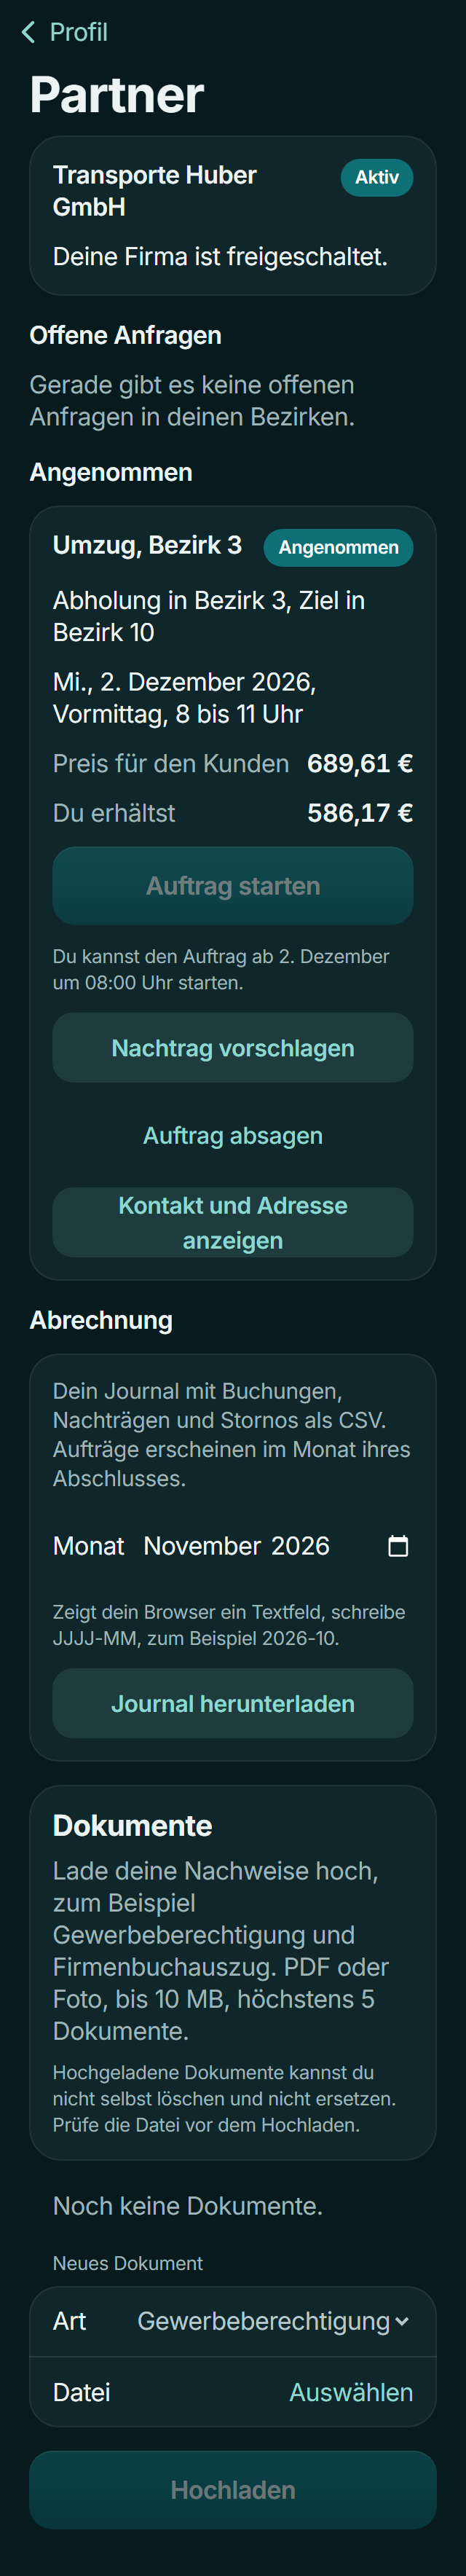 Profil
Partner
Transporte Huber
GmbH
Aktiv
Deine Firma ist freigeschaltet.
Offene Anfragen
Gerade gibt es keine offenen
Anfragen in deinen Bezirken.
Angenommen
Umzug, Bezirk 3
Angenommen
Abholung in Bezirk 3, Ziel in
Bezirk 10
Mi., 2. Dezember 2026,
Vormittag, 8 bis 11 Uhr
Preis für den Kunden 689,61 €
Du erhältst 586,17 €
Auftrag starten
Du kannst den Auftrag ab 2. Dezember
um 08:00 Uhr starten.
Nachtrag vorschlagen
Auftrag absagen
Kontakt und Adresse
anzeigen
Abrechnung
Dein Journal mit Buchungen,
Nachträgen und Stornos als CSV.
Aufträge erscheinen im Monat ihres
Abschlusses.
Monat November 2026
Zeigt dein Browser ein Textfeld, schreibe
JJJJ-MM, zum Beispiel 2026-10.
Journal herunterladen
Dokumente
Lade deine Nachweise hoch,
zum Beispiel
Gewerbeberechtigung und
Firmenbuchauszug. PDF oder
Foto, bis 10 MB, höchstens 5
Dokumente.
Hochgeladene Dokumente kannst du
nicht selbst löschen und nicht ersetzen.
Prüfe die Datei vor dem Hochladen.
Noch keine Dokumente.
Neues Dokument
Art Gewerbeberechtigung
Datei Auswählen
Hochladen